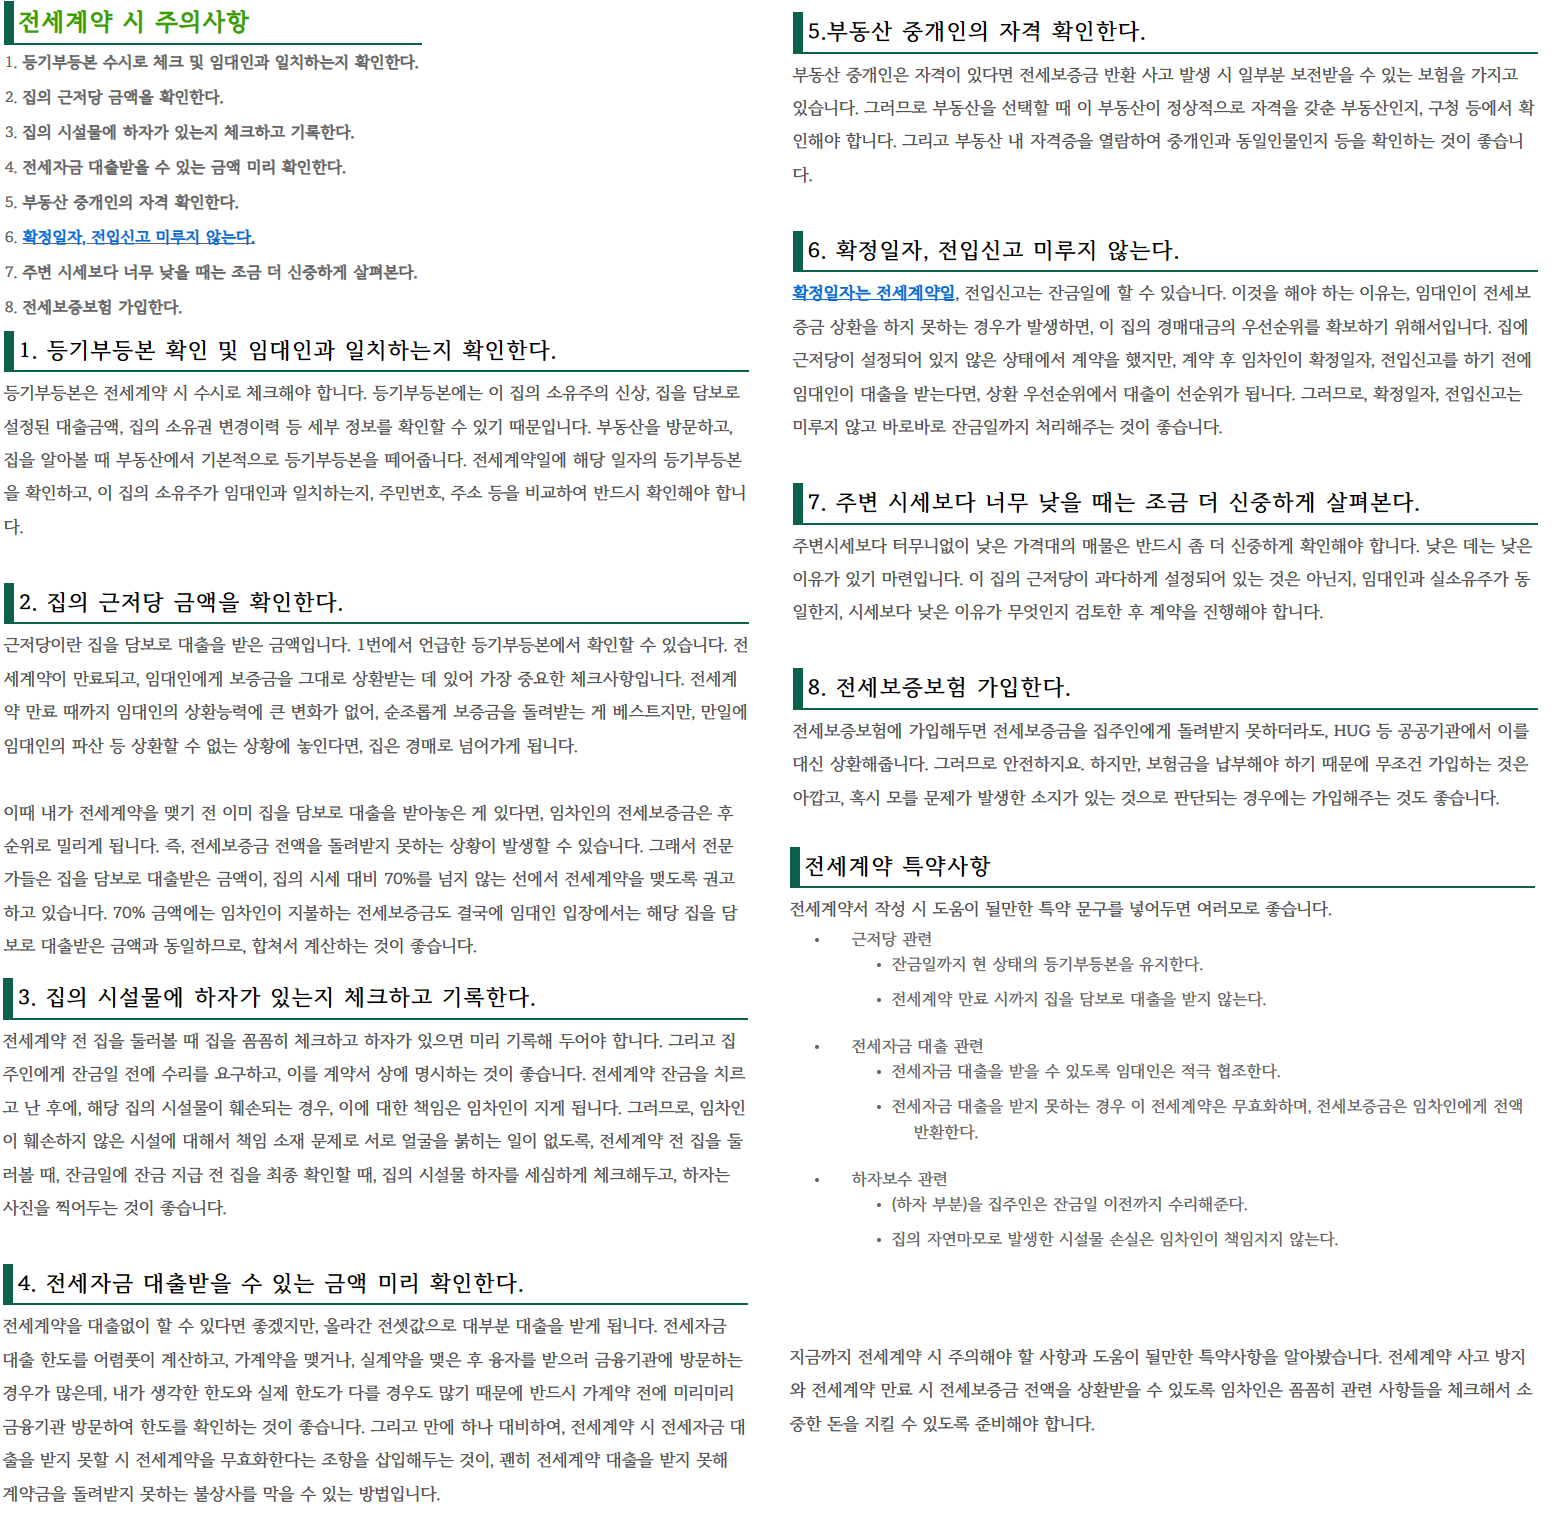 전세계약 시 주의사항
1. 등기부등본 수시로 체크 및 임대인과 일치하는지 확인한다.
2. 집의 근저당 금액을 확인한다.
3. 집의 시설물에 하자가 있는지 체크하고 기록한다.
4. 전세자금 대출받을 수 있는 금액 미리 확인한다.
5. 부동산 중개인의 자격 확인한다.
6. 확정일자, 전입신고 미루지 않는다.
7. 주변 시세보다 너무 낮을 때는 조금 더 신중하게 살펴본다.
8. 전세보증보험 가입한다.
1. 등기부등본 확인 및 임대인과 일치하는지 확인한다.
등기부등본은 전세계약 시 수시로 체크해야 합니다. 등기부등본에는 이 집의 소유주의 신상, 집을 담보로
설정된 대출금액, 집의 소유권 변경이력 등 세부 정보를 확인할 수 있기 때문입니다. 부동산을 방문하고,
집을 알아볼 때 부동산에서 기본적으로 등기부등본을 떼어줍니다. 전세계약일에 해당 일자의 등기부등본
을 확인하고, 이 집의 소유주가 임대인과 일치하는지, 주민번호, 주소 등을 비교하여 반드시 확인해야 합니
다.
2. 집의 근저당 금액을 확인한다.
근저당이란 집을 담보로 대출을 받은 금액입니다. 1번에서 언급한 등기부등본에서 확인할 수 있습니다. 전
세계약이 만료되고, 임대인에게 보증금을 그대로 상환받는 데 있어 가장 중요한 체크사항입니다. 전세계
약 만료 때까지 임대인의 상환능력에 큰 변화가 없어, 순조롭게 보증금을 돌려받는 게 베스트지만, 만일에
임대인의 파산 등 상환할 수 없는 상황에 놓인다면, 집은 경매로 넘어가게 됩니다.
이때 내가 전세계약을 맺기 전 이미 집을 담보로 대출을 받아놓은 게 있다면, 임차인의 전세보증금은 후
순위로 밀리게 됩니다. 즉, 전세보증금 전액을 돌려받지 못하는 상황이 발생할 수 있습니다. 그래서 전문
가들은 집을 담보로 대출받은 금액이, 집의 시세 대비 70%를 넘지 않는 선에서 전세계약을 맺도록 권고
하고 있습니다. 70% 금액에는 임차인이 지불하는 전세보증금도 결국에 임대인 입장에서는 해당 집을 담
보로 대출받은 금액과 동일하므로, 합쳐서 계산하는 것이 좋습니다.
3. 집의 시설물에 하자가 있는지 체크하고 기록한다.
전세계약 전 집을 둘러볼 때 집을 꼼꼼히 체크하고 하자가 있으면 미리 기록해 두어야 합니다. 그리고 집
주인에게 잔금일 전에 수리를 요구하고, 이를 계약서 상에 명시하는 것이 좋습니다. 전세계약 잔금을 치르
고 난 후에, 해당 집의 시설물이 훼손되는 경우, 이에 대한 책임은 임차인이 지게 됩니다. 그러므로, 임차인
이 훼손하지 않은 시설에 대해서 책임 소재 문제로 서로 얼굴을 붉히는 일이 없도록, 전세계약 전 집을 둘
러볼 때, 잔금일에 잔금 지급 전 집을 최종 확인할 때, 집의 시설물 하자를 세심하게 체크해두고, 하자는
사진을 찍어두는 것이 좋습니다.
4. 전세자금 대출받을 수 있는 금액 미리 확인한다.
전세계약을 대출없이 할 수 있다면 좋겠지만, 올라간 전셋값으로 대부분 대출을 받게 됩니다. 전세자금
대출 한도를 어렴풋이 계산하고, 가계약을 맺거나, 실계약을 맺은 후 융자를 받으러 금융기관에 방문하는
경우가 많은데, 내가 생각한 한도와 실제 한도가 다를 경우도 많기 때문에 반드시 가계약 전에 미리미리
금융기관 방문하여 한도를 확인하는 것이 좋습니다. 그리고 만에 하나 대비하여, 전세계약 시 전세자금 대
출을 받지 못할 시 전세계약을 무효화한다는 조항을 삽입해두는 것이, 괜히 전세계약 대출을 받지 못해
계약금을 돌려받지 못하는 불상사를 막을 수 있는 방법입니다.
5.부동산 중개인의 자격 확인한다.
부동산 중개인은 자격이 있다면 전세보증금 반환 사고 발생 시 일부분 보전받을 수 있는 보험을 가지고
있습니다. 그러므로 부동산을 선택할 때 이 부동산이 정상적으로 자격을 갖춘 부동산인지, 구청 등에서 확
인해야 합니다. 그리고 부동산 내 자격증을 열람하여 중개인과 동일인물인지 등을 확인하는 것이 좋습니
다.
6. 확정일자, 전입신고 미루지 않는다.
확정일자는 전세계약일, 전입신고는 잔금일에 할 수 있습니다. 이것을 해야 하는 이유는, 임대인이 전세보
증금 상환을 하지 못하는 경우가 발생하면, 이 집의 경매대금의 우선순위를 확보하기 위해서입니다. 집에
근저당이 설정되어 있지 않은 상태에서 계약을 했지만, 계약 후 임차인이 확정일자, 전입신고를 하기 전에
임대인이 대출을 받는다면, 상환 우선순위에서 대출이 선순위가 됩니다. 그러므로, 확정일자, 전입신고는
미루지 않고 바로바로 잔금일까지 처리해주는 것이 좋습니다.
7. 주변 시세보다 너무 낮을 때는 조금 더 신중하게 살펴본다.
주변시세보다 터무니없이 낮은 가격대의 매물은 반드시 좀 더 신중하게 확인해야 합니다. 낮은 데는 낮은
이유가 있기 마련입니다. 이 집의 근저당이 과다하게 설정되어 있는 것은 아닌지, 임대인과 실소유주가 동
일한지, 시세보다 낮은 이유가 무엇인지 검토한 후 계약을 진행해야 합니다.
8. 전세보증보험 가입한다.
전세보증보험에 가입해두면 전세보증금을 집주인에게 돌려받지 못하더라도, HUG 등 공공기관에서 이를
대신 상환해줍니다. 그러므로 안전하지요. 하지만, 보험금을 납부해야 하기 때문에 무조건 가입하는 것은
아깝고, 혹시 모를 문제가 발생한 소지가 있는 것으로 판단되는 경우에는 가입해주는 것도 좋습니다.
전세계약 특약사항
전세계약서 작성 시 도움이 될만한 특약 문구를 넣어두면 여러모로 좋습니다.
• 근저당 관련
• 잔금일까지 현 상태의 등기부등본을 유지한다.
• 전세계약 만료 시까지 집을 담보로 대출을 받지 않는다.
• 전세자금 대출 관련
• 전세자금 대출을 받을 수 있도록 임대인은 적극 협조한다.
• 전세자금 대출을 받지 못하는 경우 이 전세계약은 무효화하며, 전세보증금은 임차인에게 전액
반환한다.
• 하자보수 관련
• (하자 부분)을 집주인은 잔금일 이전까지 수리해준다.
• 집의 자연마모로 발생한 시설물 손실은 임차인이 책임지지 않는다.
지금까지 전세계약 시 주의해야 할 사항과 도움이 될만한 특약사항을 알아봤습니다. 전세계약 사고 방지
와 전세계약 만료 시 전세보증금 전액을 상환받을 수 있도록 임차인은 꼼꼼히 관련 사항들을 체크해서 소
중한 돈을 지킬 수 있도록 준비해야 합니다.